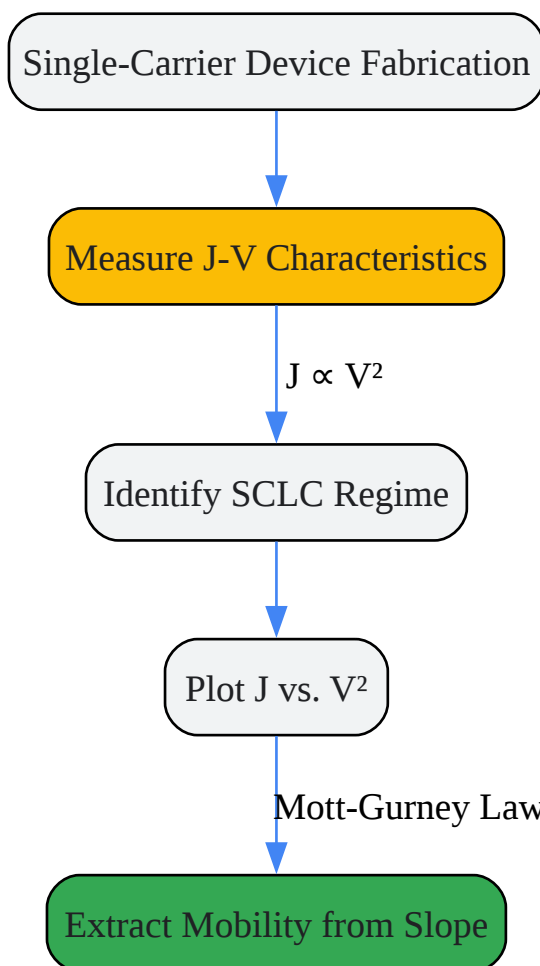 Single-Carrier Device Fabrication
Measure J-V Characteristics
J ∝ V²
Identify SCLC Regime
Plot J vs. V²
Mott-Gurney Law
Extract Mobility from Slope